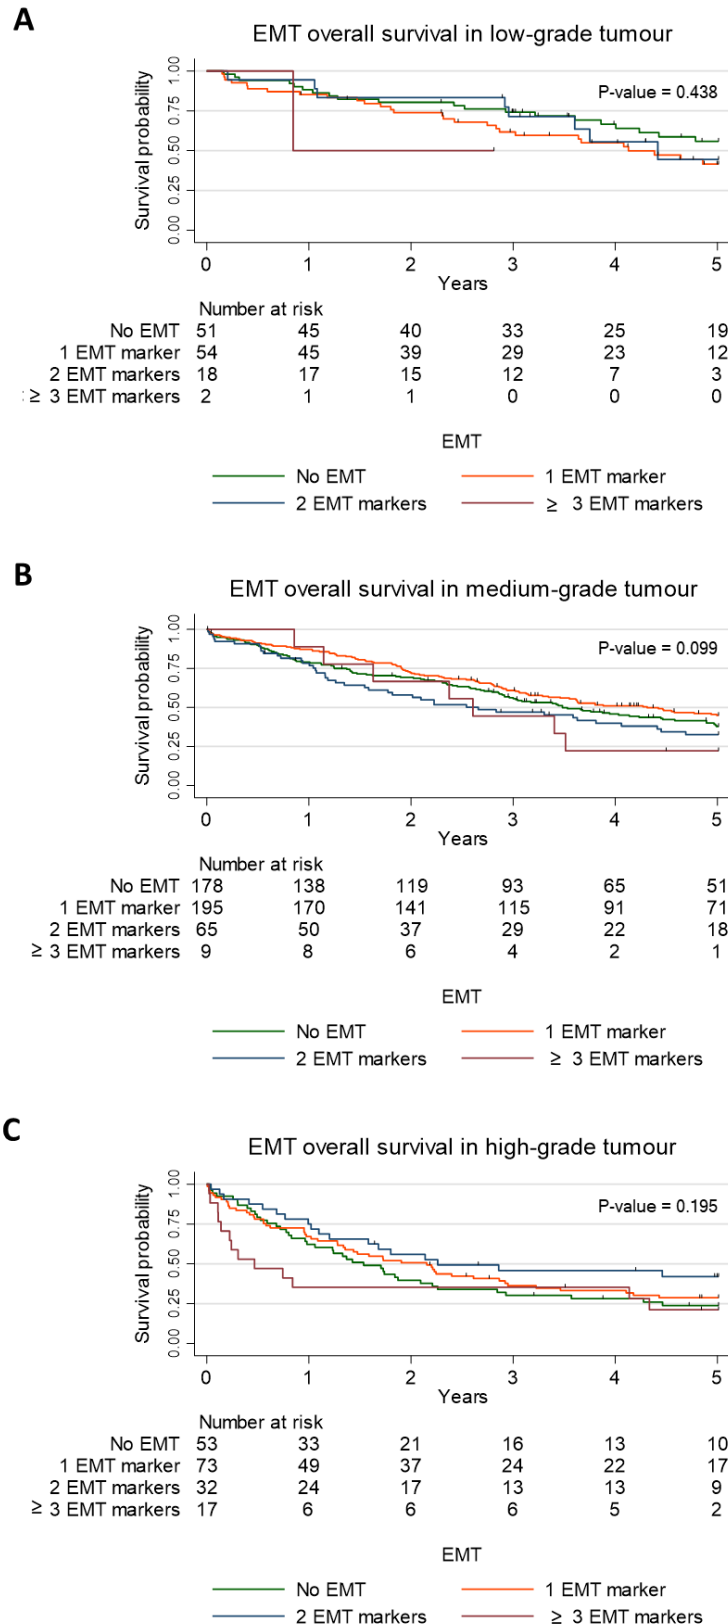 A
EMT overall survival in low-grade tumour
P-value = 0.438
Survival probability
1.00
0.75
0.50
0.25
0.00
0 1 2 3 4 5
Years
Number at risk
No EMT 51 45 40 33 25 19
1 EMT marker 54 45 39 29 23 12
2 EMT markers 18 17 15 12 7 3
≥ 3 EMT markers 2 1 1 0 0 0
EMT
No EMT 1 EMT marker
2 EMT markers ≥ 3 EMT markers
B
EMT overall survival in medium-grade tumour
P-value = 0.099
Survival probability
1.00
0.75
0.50
0.25
0.00
0 1 2 3 4 5
Years
Number at risk
No EMT 178 138 119 93 65 51
1 EMT marker 195 170 141 115 91 71
2 EMT markers 65 50 37 29 22 18
≥ 3 EMT markers 9 8 6 4 2 1
EMT
No EMT 1 EMT marker
2 EMT markers ≥ 3 EMT markers
C
EMT overall survival in high-grade tumour
P-value = 0.195
Survival probability
1.00
0.75
0.50
0.25
0.00
0 1 2 3 4 5
Years
Number at risk
No EMT 53 33 21 16 13 10
1 EMT marker 73 49 37 24 22 17
2 EMT markers 32 24 17 13 13 9
≥ 3 EMT markers 17 6 6 6 5 2
EMT
No EMT 1 EMT marker
2 EMT markers ≥ 3 EMT markers